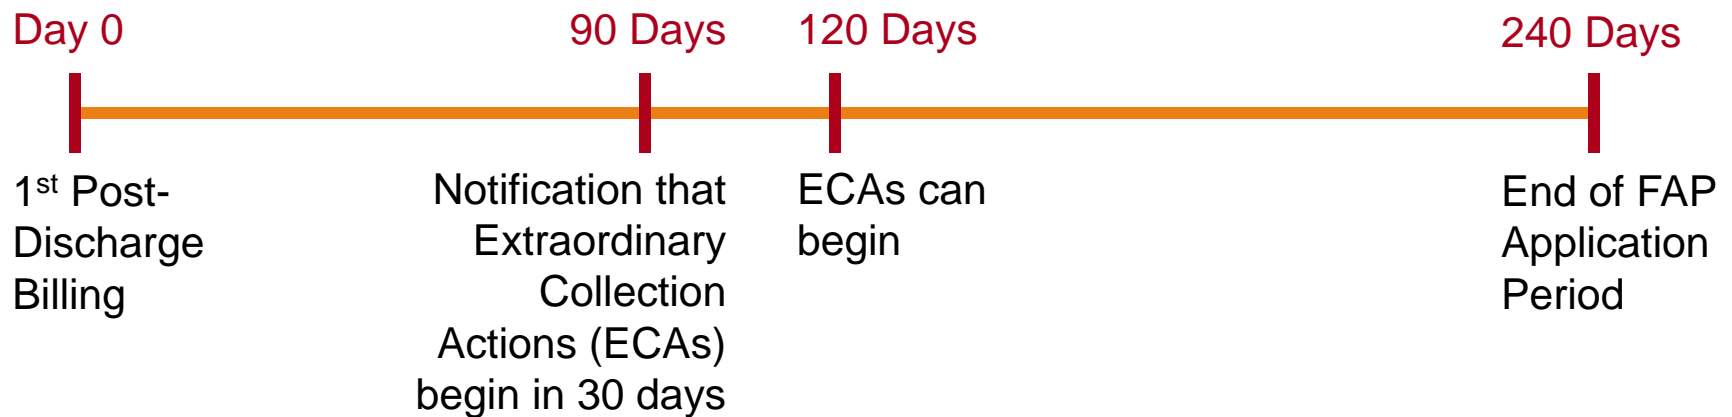 Day 0
90 Days
120 Days
240 Days
1st Post-
Discharge
Billing
Notification that
Extraordinary
Collection
Actions (ECAs)
begin in 30 days
ECAs can
begin
End of FAP
Application
Period